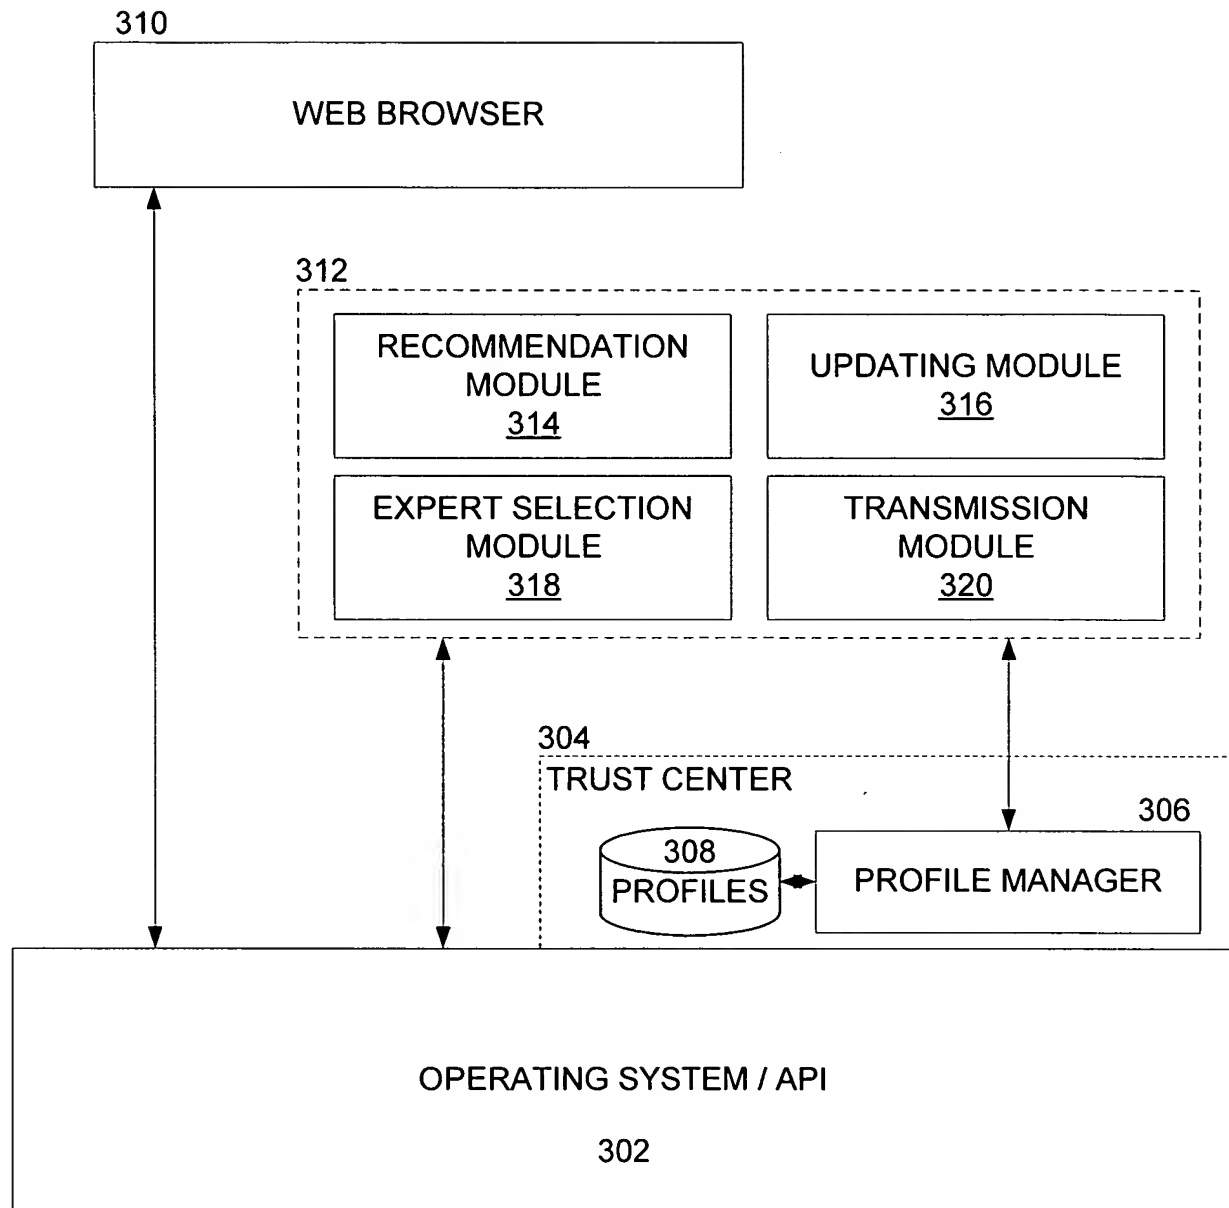 310
WEB BROWSER
312
RECOMMENDATION
MODULE
314
UPDATING MODULE
316
EXPERT SELECTION
MODULE
318
TRANSMISSION
MODULE
320
304
TRUST CENTER
306
308
PROFILES
PROFILE MANAGER
OPERATING SYSTEM / API
302